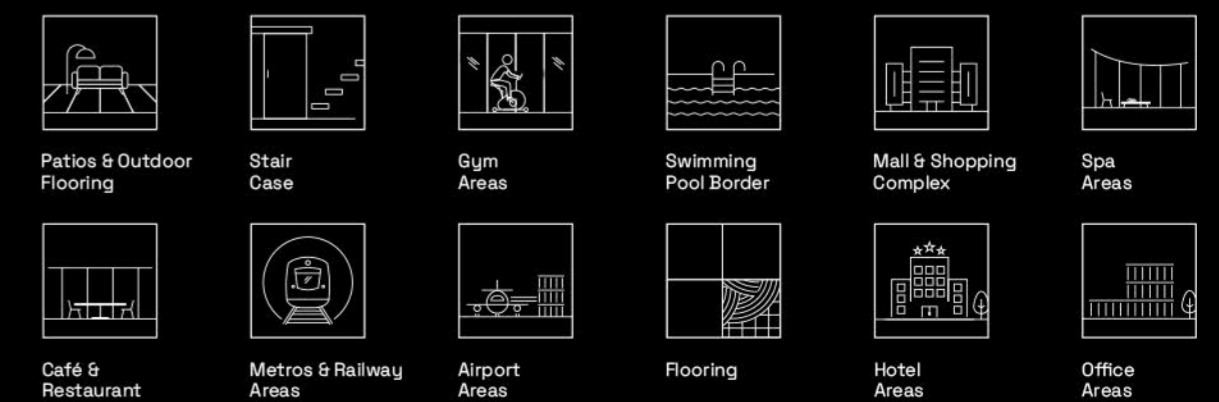 Patios & Outdoor
Flooring
Stair
Case
Gym
Areas
Swimming
Pool Border
Mall & Shopping
Complex
Spa
Areas
Café &
Restaurant
Metros & Railway
Areas
Airport
Areas
Flooring
Hotel
Areas
Office
Areas